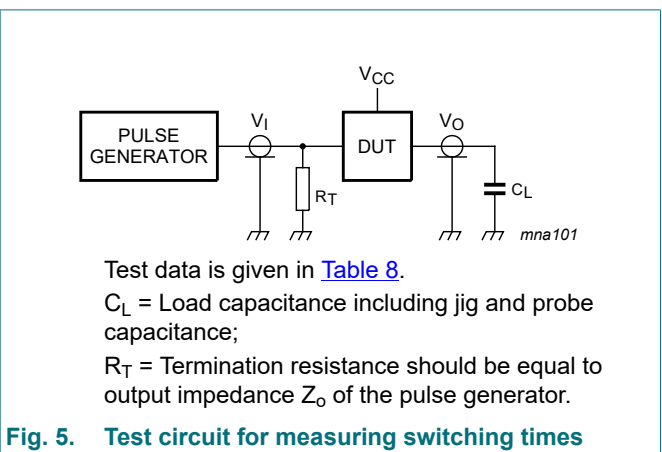 VCC
PULSE
GENERATOR
VI
DUT
VO
RT
CL
mna101
Test data is given in Table 8.
CL = Load capacitance including jig and probe
capacitance;
RT = Termination resistance should be equal to
output impedance Zo of the pulse generator.
Fig. 5. Test circuit for measuring switching times